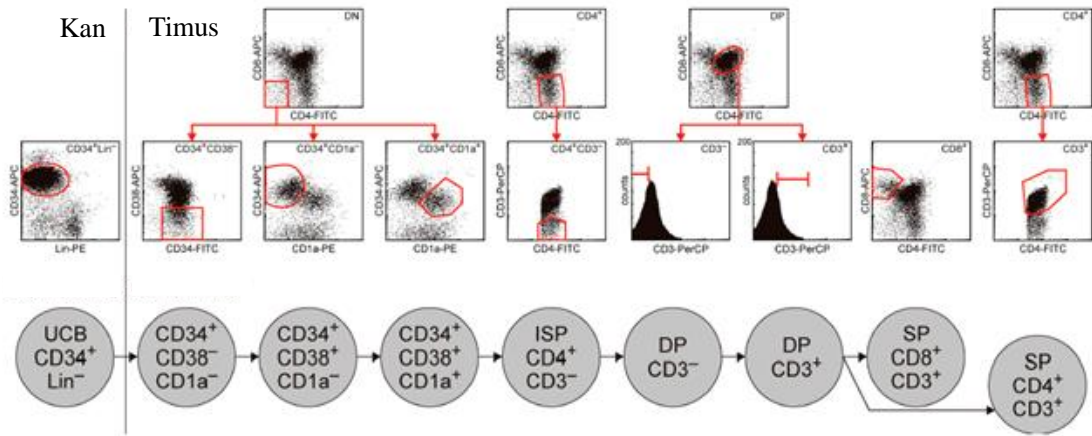 Kan
Timus
DN
CD8-APC
CD4-FITC
CD4⁺
CD8-APC
CD4-FITC
DP
CD8-APC
CD4-FITC
CD4⁺
CD8-APC
CD4-FITC
CD34⁺Lin⁻
CD34-APC
Lin-PE
CD34⁺CD38⁻
CD38-APC
CD34-FITC
CD34⁺CD1a⁻
CD34-APC
CD1a-PE
CD34⁺CD1a⁺
CD34-APC
CD1a-PE
CD4⁺CD3⁻
CD3-PerCP
CD4-FITC
200
CD3⁻
counts
CD3-PerCP
200
CD3⁺
counts
CD3-PerCP
CD8⁺
CD8-APC
CD4-FITC
CD3⁺
CD3-PerCP
CD4-FITC
UCB
CD34⁺
Lin⁻
CD34⁺
CD38⁻
CD1a⁻
CD34⁺
CD38⁺
CD1a⁻
CD34⁺
CD38⁺
CD1a⁺
ISP
CD4⁺
CD3⁻
DP
CD3⁻
DP
CD3⁺
SP
CD8⁺
CD3⁺
SP
CD4⁺
CD3⁺